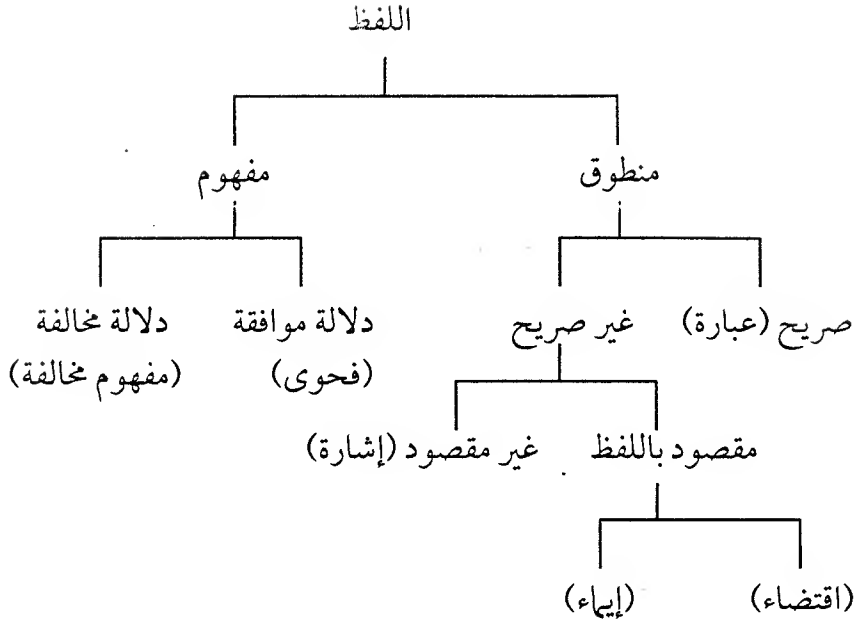 اللفظ
منطوق مفهوم
صريح (عبارة) غير صريح دلالة موافقة دلالة مخالفة
(فحوى) (مفهوم مخالفة)
مقصود باللفظ غير مقصود (إشارة)
(اقتضاء) (إيماء)